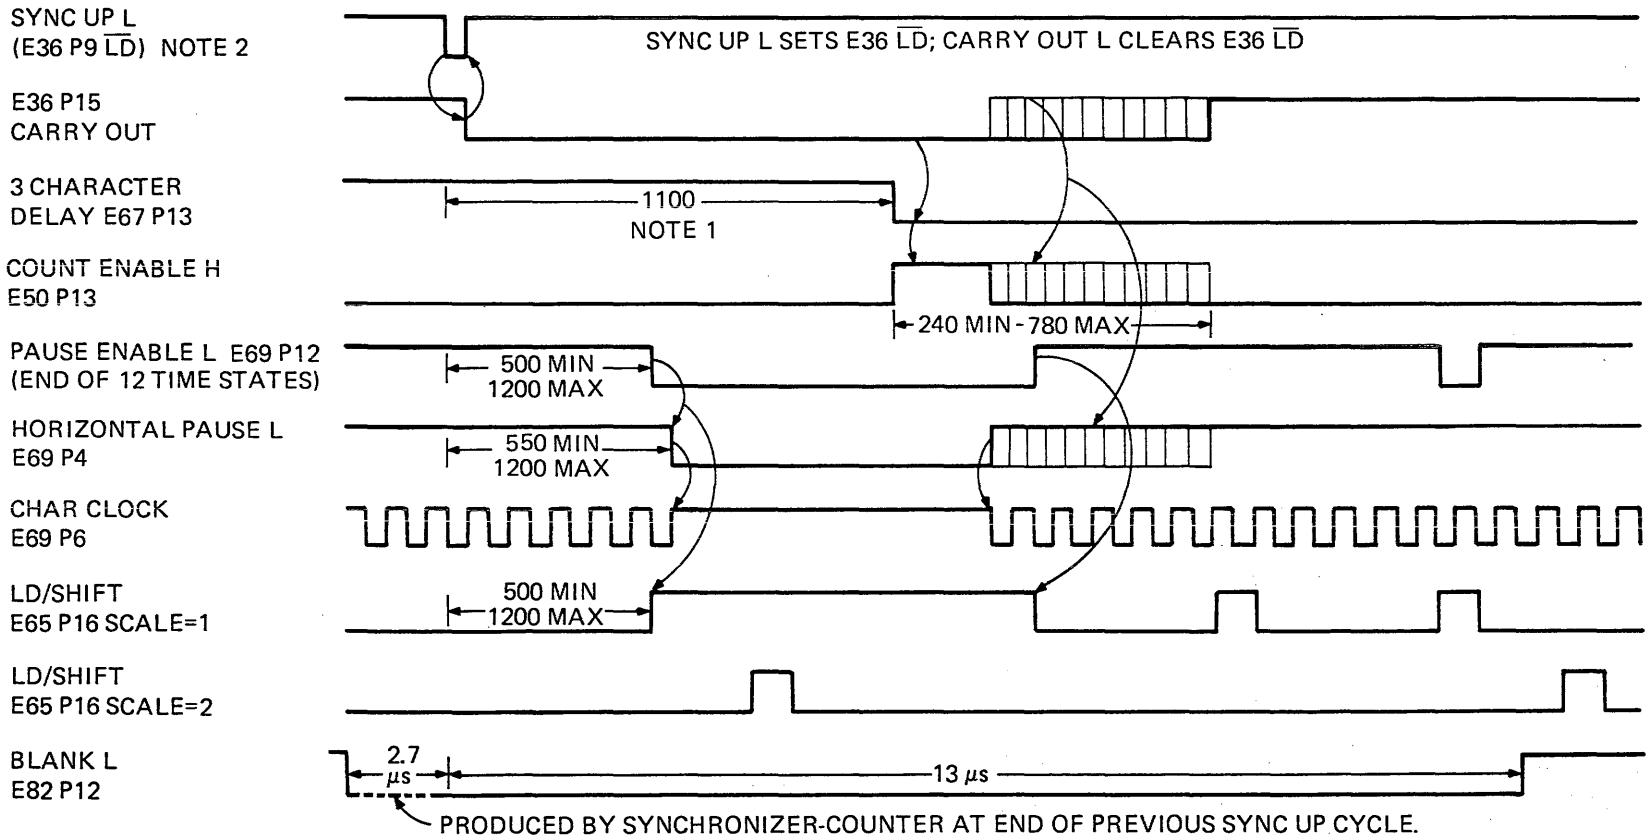 SYNC UP L
(E36 P9 L̅D̅) NOTE 2
SYNC UP L SETS E36 L̅D̅; CARRY OUT L CLEARS E36 L̅D̅
E36 P15
CARRY OUT
3 CHARACTER
DELAY E67 P13
1100
NOTE 1
COUNT ENABLE H
E50 P13
240 MIN - 780 MAX
PAUSE ENABLE L E69 P12
(END OF 12 TIME STATES)
500 MIN
1200 MAX
HORIZONTAL PAUSE L
E69 P4
550 MIN
1200 MAX
CHAR CLOCK
E69 P6
LD/SHIFT
E65 P16 SCALE=1
500 MIN
1200 MAX
LD/SHIFT
E65 P16 SCALE=2
BLANK L
E82 P12
2.7
μs
13 μs
PRODUCED BY SYNCHRONIZER-COUNTER AT END OF PREVIOUS SYNC UP CYCLE.